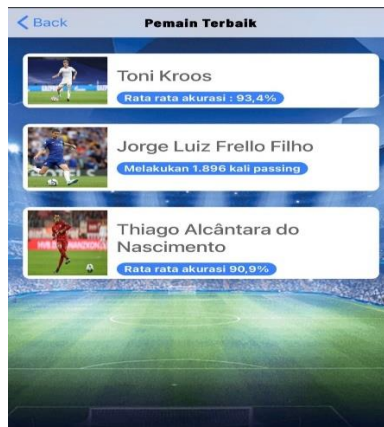 Back
Pemain Terbaik
Toni Kroos
Rata rata akurasi : 93,4%
Jorge Luiz Frello Filho
Melakukan 1.896 kali passing
Thiago Alcântara do
Nascimento
Rata rata akurasi 90,9%